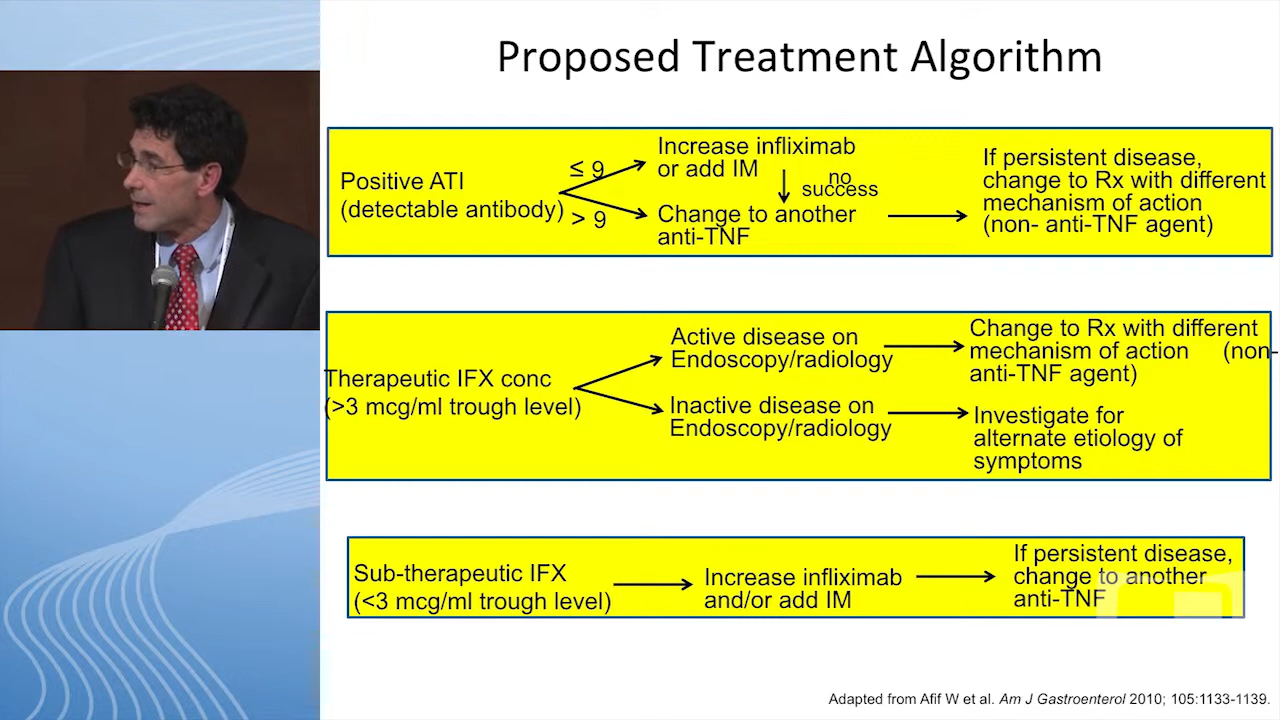 Proposed Treatment Algorithm
Positive ATI
(detectable antibody)
≤ 9
> 9
Increase infliximab
or add IM
no
success
Change to another
anti-TNF
If persistent disease,
change to Rx with different
mechanism of action
(non- anti-TNF agent)
Therapeutic IFX conc
(>3 mcg/ml trough level)
Active disease on
Endoscopy/radiology
Change to Rx with different
mechanism of action (non-
anti-TNF agent)
Inactive disease on
Endoscopy/radiology
Investigate for
alternate etiology of
symptoms
Sub-therapeutic IFX
(<3 mcg/ml trough level)
Increase infliximab
and/or add IM
If persistent disease,
change to another
anti-TNF
Adapted from Afif W et al. Am J Gastroenterol 2010; 105:1133-1139.